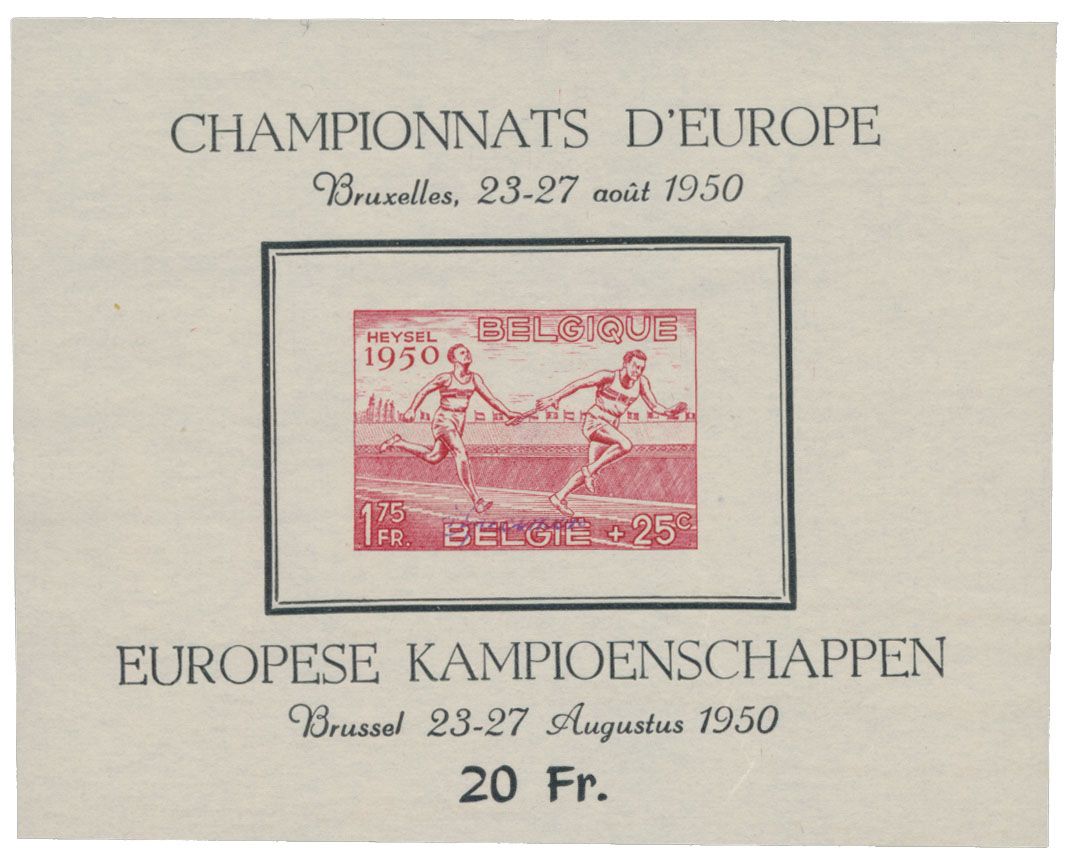 CHAMPIONNATS D'EUROPE
Bruxelles, 23-27 août 1950
HEYSEL BELGIQUE
1950
1 75 FR. BELGIE + 25 C.
EUROPESE KAMPIOENSCHAPPEN
Brussel 23-27 Augustus 1950
20 Fr.